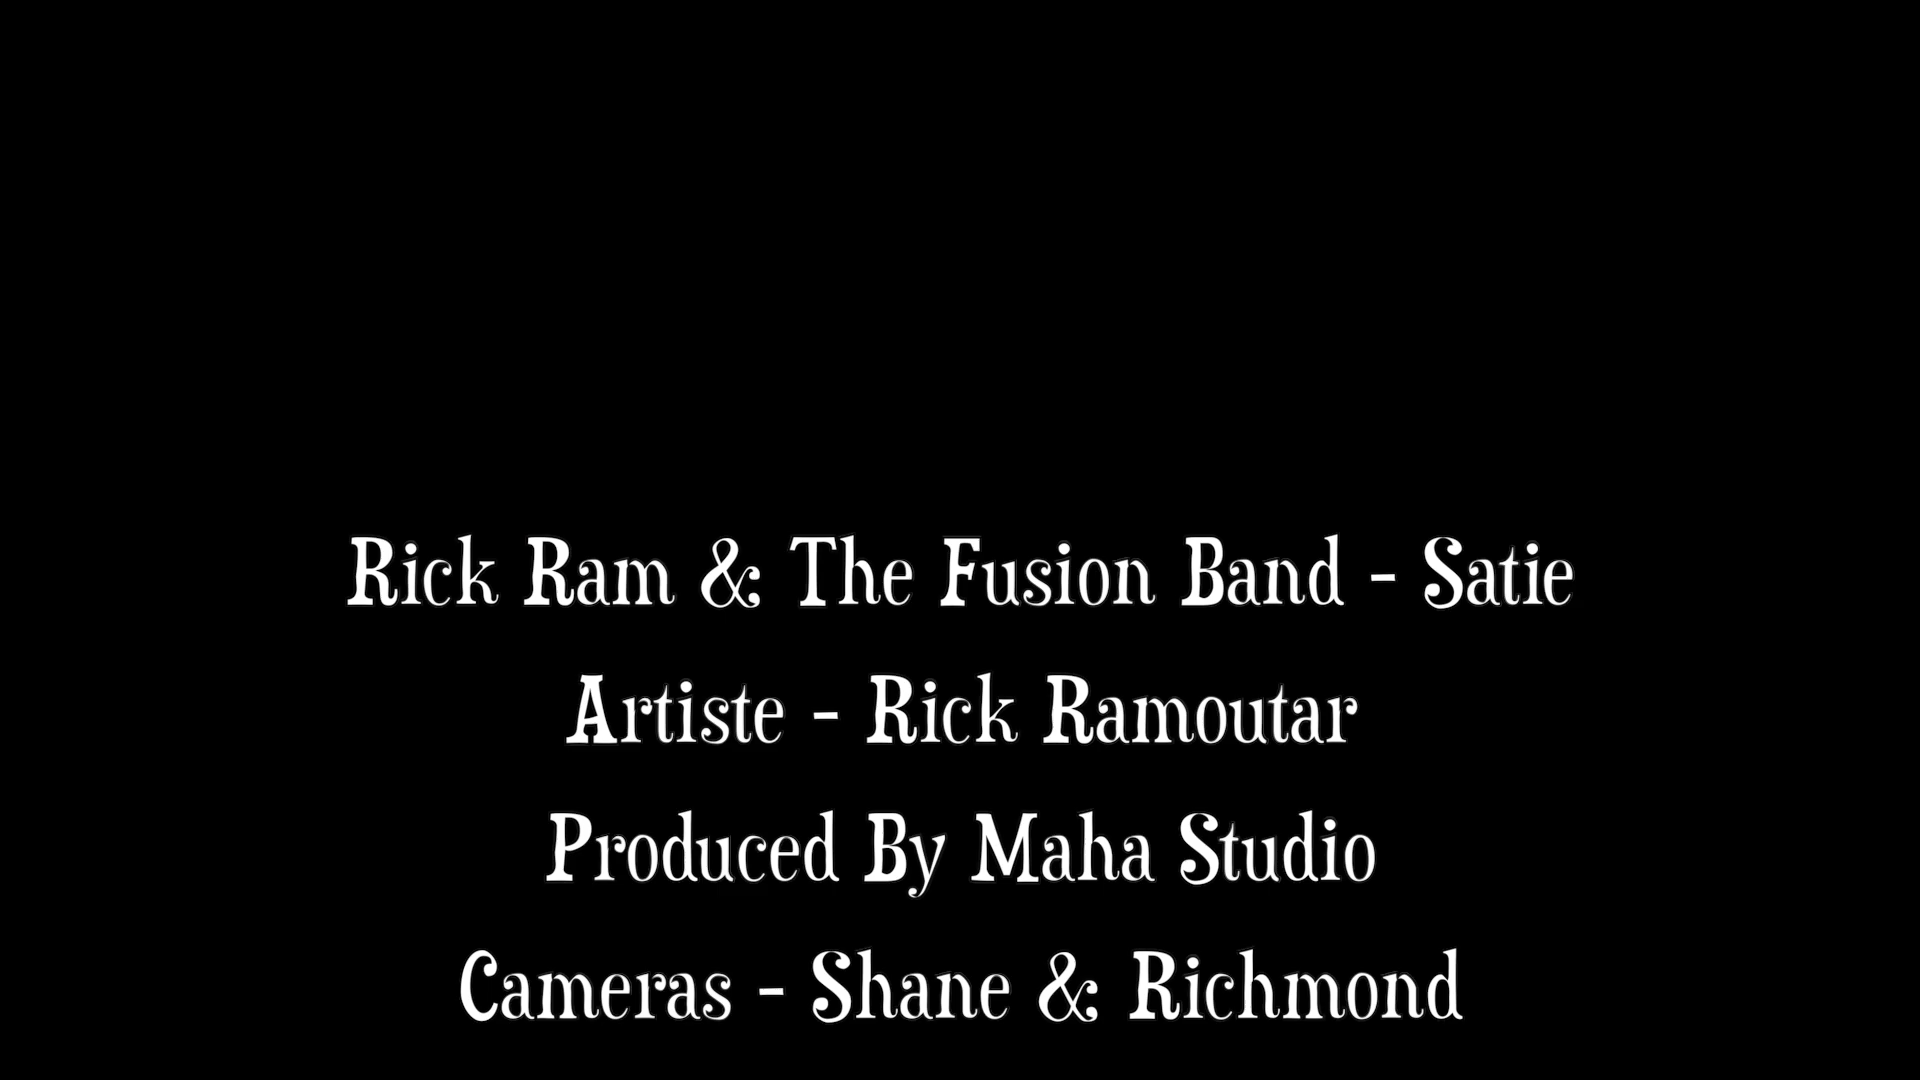 Rick Ram & The Fusion Band - Satie
Artiste - Rick Ramoutar
Produced By Maha Studio
Cameras - Shane & Richmond